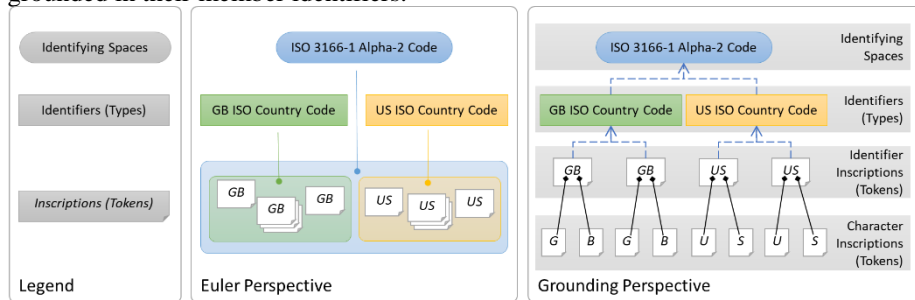 grounded in their member identifiers.
Identifying Spaces
Identifiers (Types)
Inscriptions (Tokens)
Legend
ISO 3166-1 Alpha-2 Code
GB ISO Country Code
US ISO Country Code
GB
GB
GB
US
US
US
Euler Perspective
ISO 3166-1 Alpha-2 Code
Identifying
Spaces
GB ISO Country Code
US ISO Country Code
Identifiers
(Types)
GB
GB
US
US
Identifier
Inscriptions
(Tokens)
G
B
G
B
U
S
U
S
Character
Inscriptions
(Tokens)
Grounding Perspective